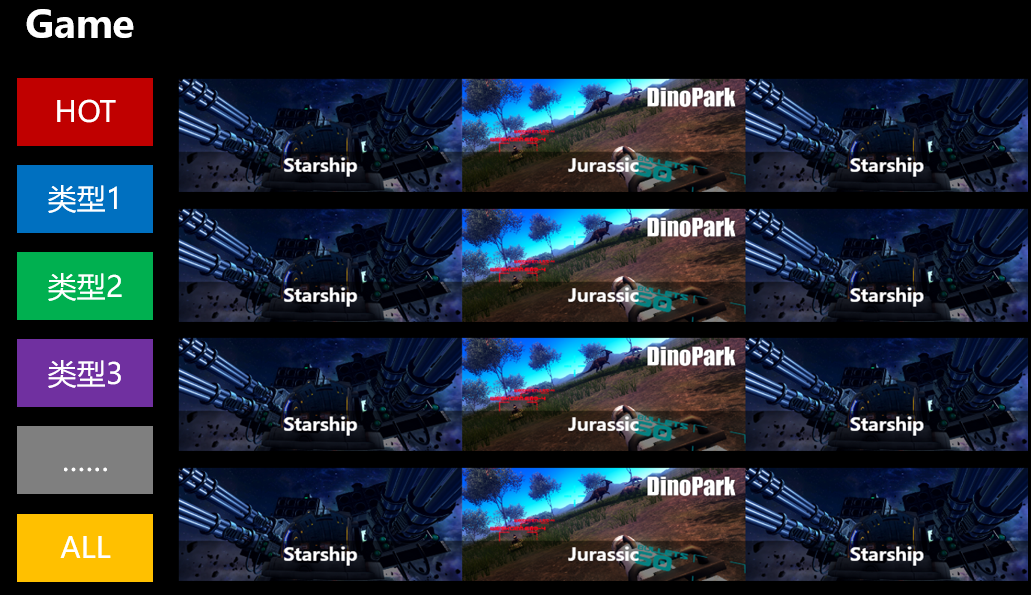 Game
HOT
类型1
类型2
类型3
……
ALL
DinoPark
Starship
Jurassic
Starship
DinoPark
Starship
Jurassic
Starship
DinoPark
Starship
Jurassic
Starship
DinoPark
Starship
Jurassic
Starship